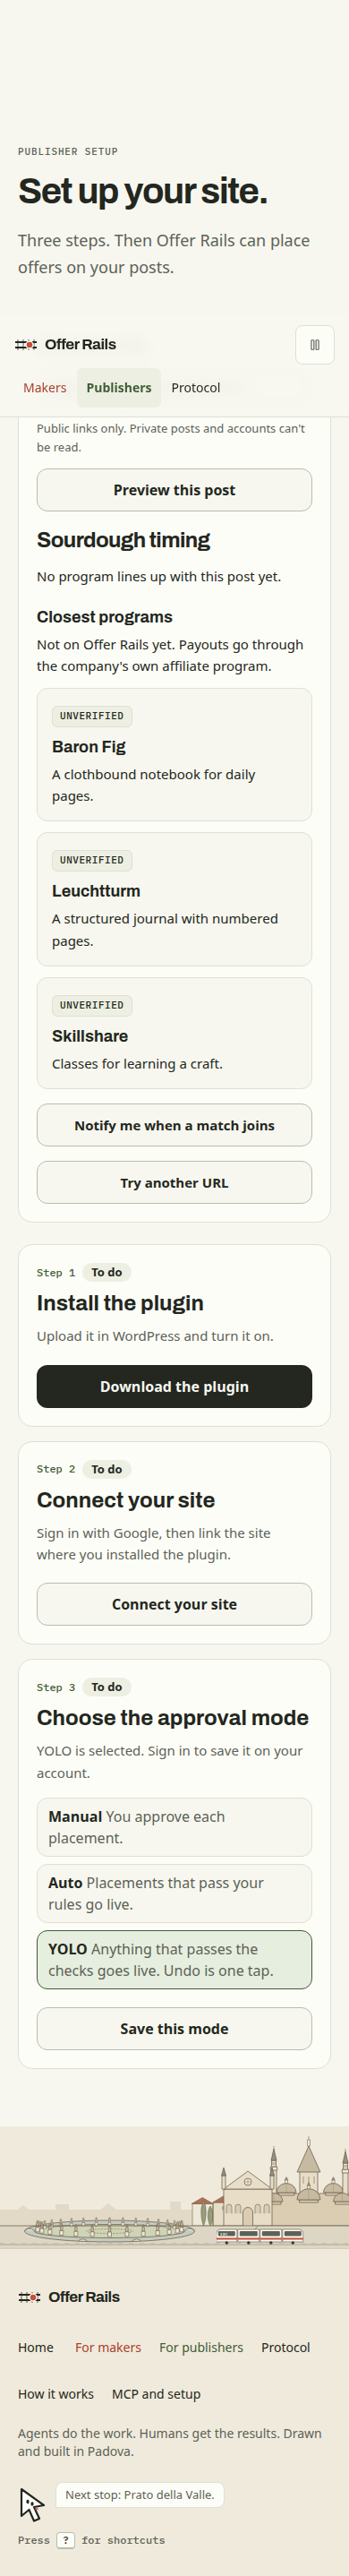 PUBLISHER SETUP
Set up your site.
Three steps. Then Offer Rails can place
offers on your posts.
Offer Rails
Makers Publishers Protocol
Public links only. Private posts and accounts can't
be read.
Preview this post
Sourdough timing
No program lines up with this post yet.
Closest programs
Not on Offer Rails yet. Payouts go through
the company's own affiliate program.
UNVERIFIED
Baron Fig
A clothbound notebook for daily
pages.
UNVERIFIED
Leuchtturm
A structured journal with numbered
pages.
UNVERIFIED
Skillshare
Classes for learning a craft.
Notify me when a match joins
Try another URL
Step 1 To do
Install the plugin
Upload it in WordPress and turn it on.
Download the plugin
Step 2 To do
Connect your site
Sign in with Google, then link the site
where you installed the plugin.
Connect your site
Step 3 To do
Choose the approval mode
YOLO is selected. Sign in to save it on your
account.
Manual You approve each
placement.
Auto Placements that pass your
rules go live.
YOLO Anything that passes the
checks goes live. Undo is one tap.
Save this mode
Offer Rails
Home For makers For publishers Protocol
How it works MCP and setup
Agents do the work. Humans get the results. Drawn
and built in Padova.
Next stop: Prato della Valle.
Press ? for shortcuts